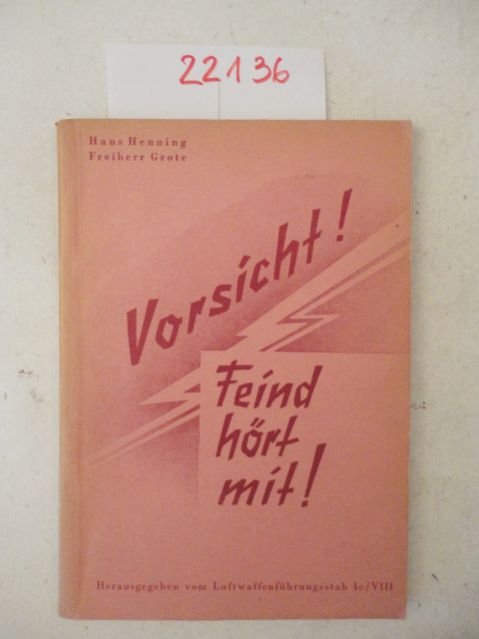 22136
Hans Henning
Freiherr Grote
Vorsicht!
Feind
hört
mit!
Herausgegeben vom Luftwaffenführungsstab Ic/VIII